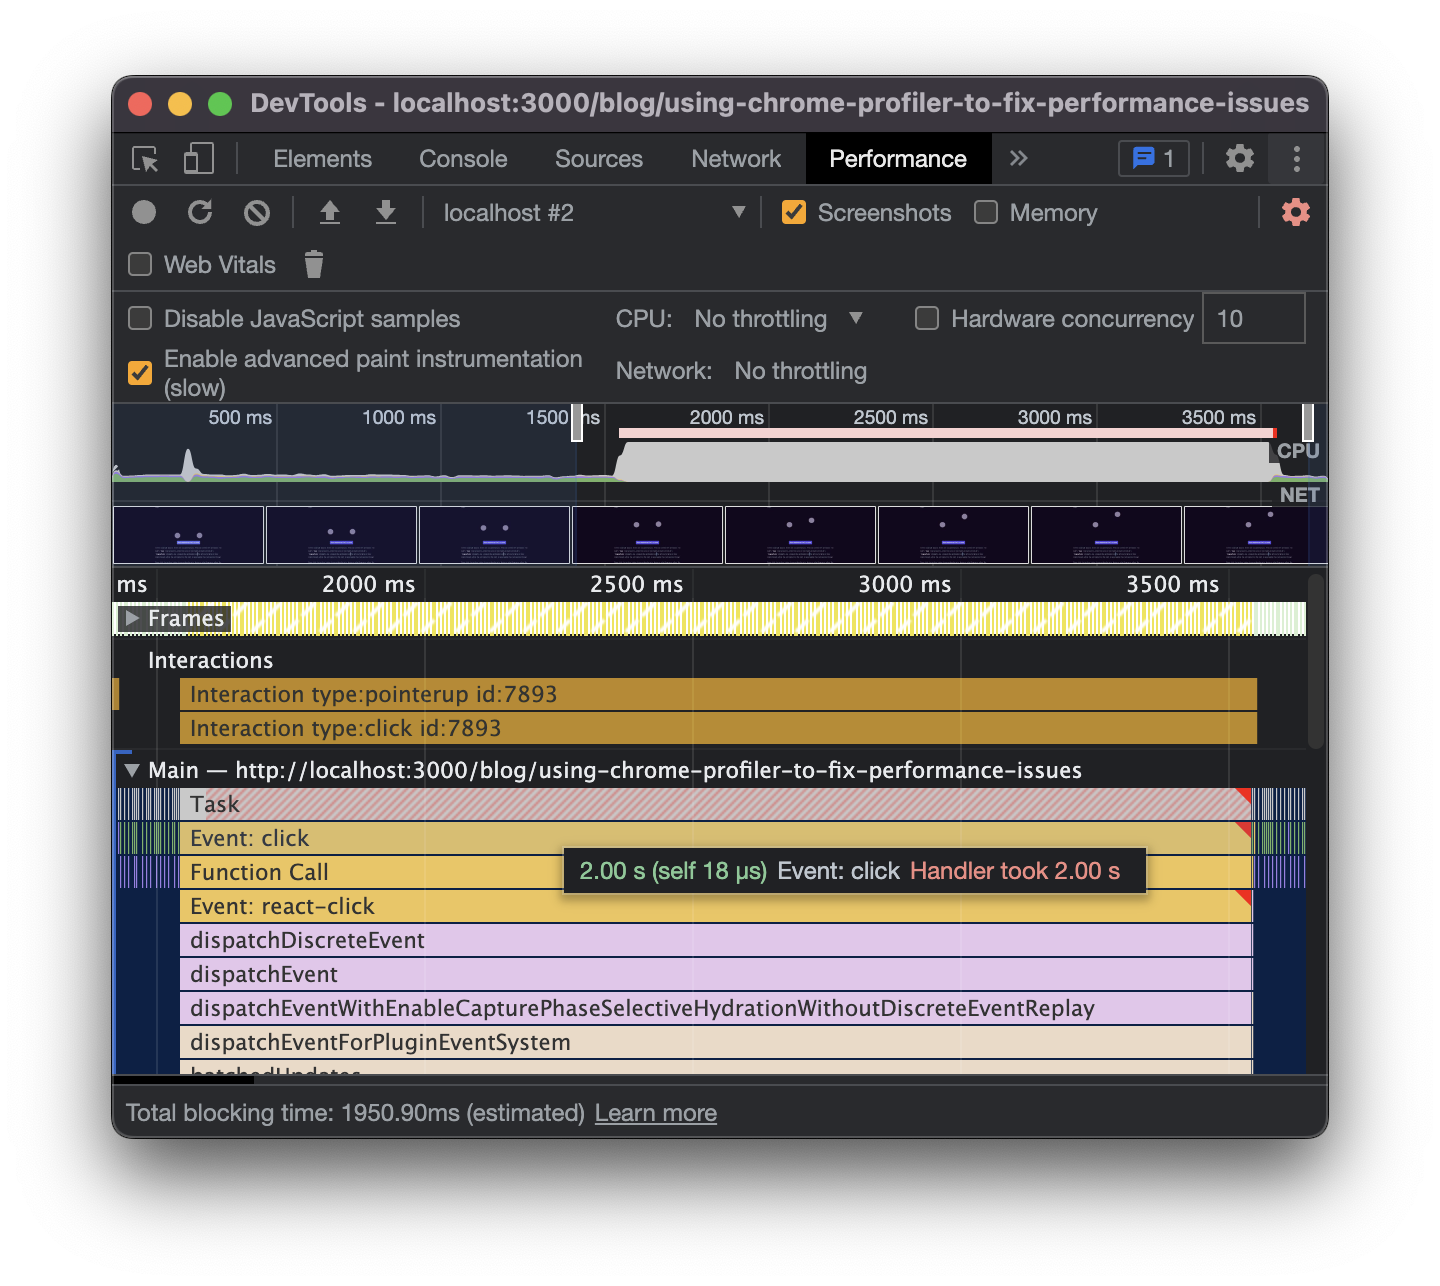 DevTools - localhost:3000/blog/using-chrome-profiler-to-fix-performance-issues
Elements Console Sources Network Performance 1
localhost #2 Screenshots Memory
Web Vitals
Disable JavaScript samples CPU: No throttling Hardware concurrency 10
Enable advanced paint instrumentation
(slow) Network: No throttling
500 ms 1000 ms 1500 ms 2000 ms 2500 ms 3000 ms 3500 ms
CPU
NET
ms 2000 ms 2500 ms 3000 ms 3500 ms
Frames
Interactions
Interaction type:pointerup id:7893
Interaction type:click id:7893
Main — http://localhost:3000/blog/using-chrome-profiler-to-fix-performance-issues
Task
Event: click
Function Call
2.00 s (self 18 μs) Event: click Handler took 2.00 s
Event: react-click
dispatchDiscreteEvent
dispatchEvent
dispatchEventWithEnableCapturePhaseSelectiveHydrationWithoutDiscreteEventReplay
dispatchEventForPluginEventSystem
batchedUpdates
Total blocking time: 1950.90ms (estimated) Learn more